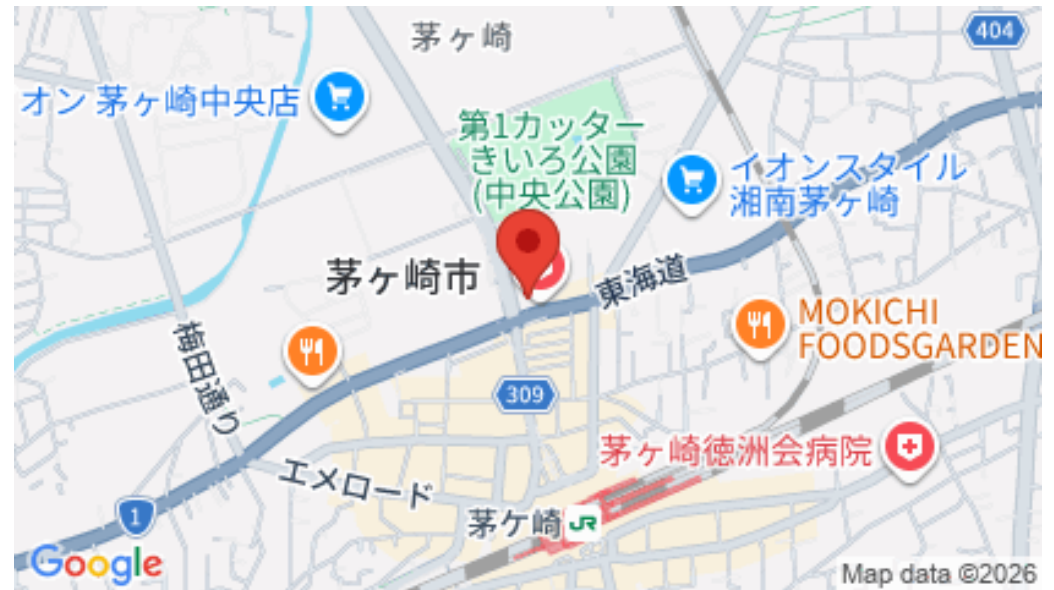 茅ヶ崎
404
オン 茅ヶ崎中央店
第1カッター
きいろ公園
(中央公園)
イオンスタイル
湘南茅ヶ崎
茅ヶ崎市
東海道
MOKICHI
FOODSGARDEN
梅田通り
309
茅ヶ崎徳洲会病院
エメロード
1
茅ケ崎
JR
Google
Map data ©2026